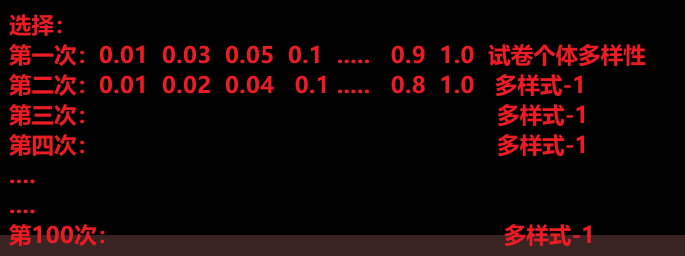 选择:
第一次: 0.01 0.03 0.05 0.1 ..... 0.9 1.0 试卷个体多样性
第二次: 0.01 0.02 0.04 0.1 ..... 0.8 1.0 多样式-1
第三次: 多样式-1
第四次: 多样式-1
....
....
第100次: 多样式-1